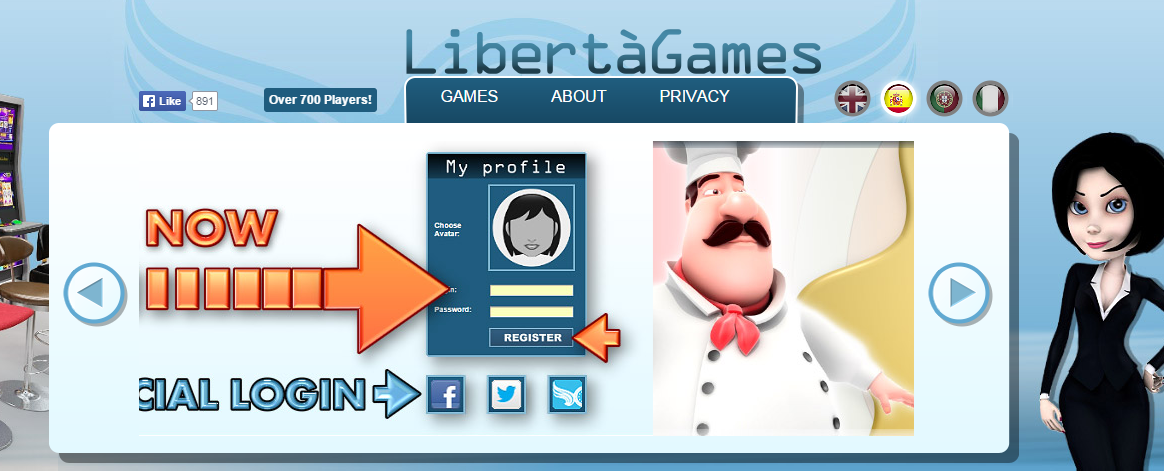 LibertàGames
Like 891
Over 700 Players!
GAMES ABOUT PRIVACY
My profile
NOW
Choose
Avatar:
Password:
REGISTER
CIAL LOGIN